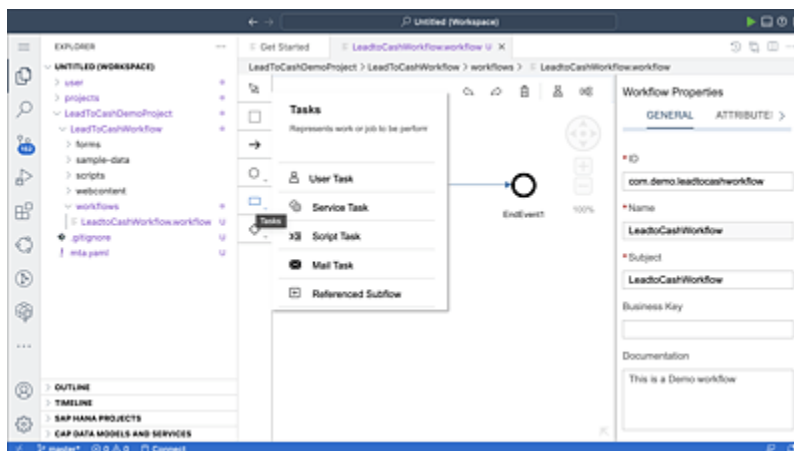 Untitled (Workspace)
EXPLORER
Get Started
LeadtoCashWorkflow.workflow U
UNTITLED (WORKSPACE)
LeadToCashDemoProject > LeadToCashWorkflow > workflows > LeadtoCashWorkflow.workflow
user
projects
LeadToCashDemoProject
LeadToCashWorkflow
forms
sample-data
scripts
webcontent
workflows
LeadtoCashWorkflow.workflow U
.gitignore U
mta.yaml U
OUTLINE
TIMELINE
SAP HANA PROJECTS
CAP DATA MODELS AND SERVICES
master*
0 0
Connect
Tasks
Represents work or job to be perform
User Task
Service Task
Tasks
Script Task
Mail Task
Referenced Subflow
EndEvent1
100%
Workflow Properties
GENERAL
ATTRIBUTE
*ID
com.demo.leadtocashworkflow
*Name
LeadtoCashWorkflow
*Subject
LeadtoCashWorkflow
Business Key
Documentation
This is a Demo workflow